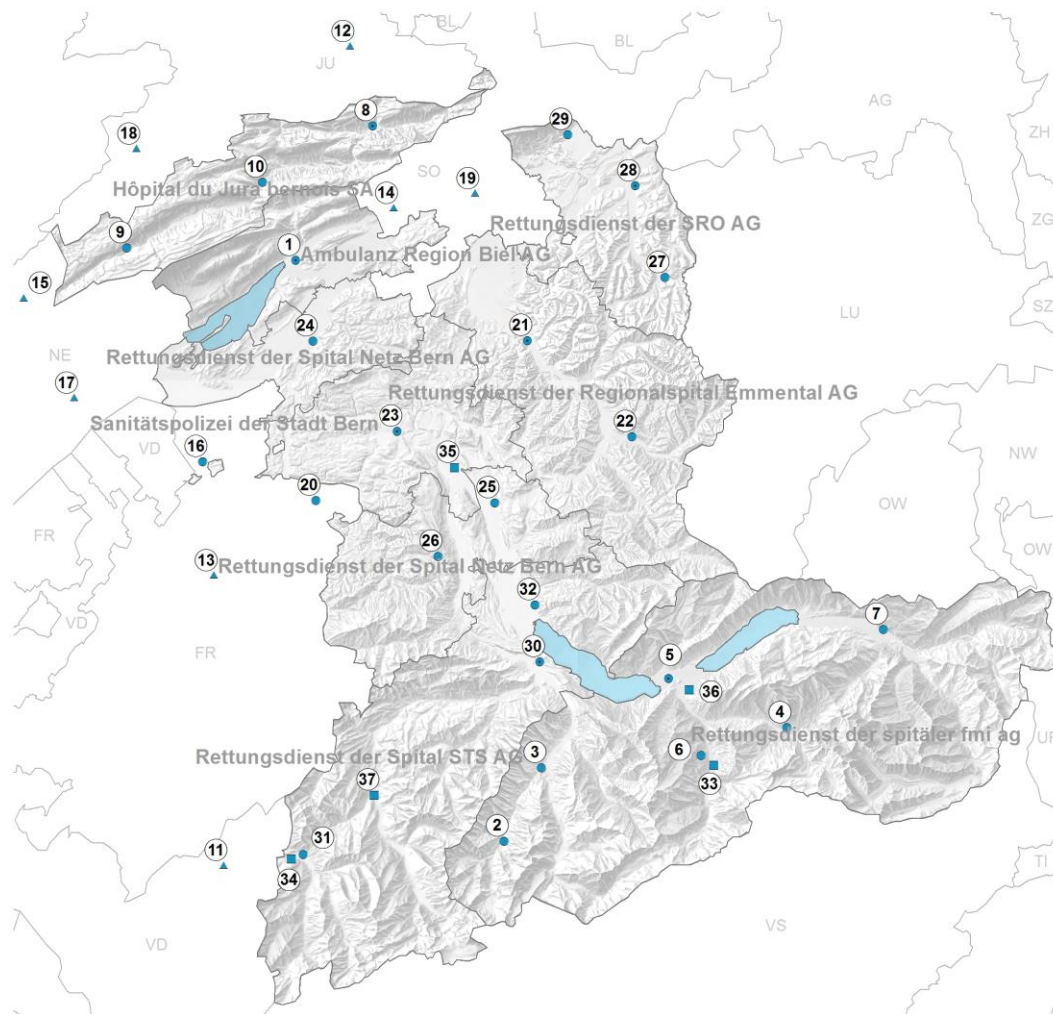 BL
12
BL
JU
AG
8
29
ZH
18
SO
28
10
19
Hôpital du Jura bernois SA
14
ZG
Rettungsdienst der SRO AG
9
1
Ambulanz Region Biel AG
27
15
SZ
LU
24
21
NE
Rettungsdienst der Spital Netz Bern AG
17
Rettungsdienst der Regionalspital Emmental AG
23
22
Sanitätspolizei der Stadt Bern
VD
16
35
NW
20
25
OW
FR
26
OW
13
Rettungsdienst der Spital Netz Bern AG
32
7
VD
FR
30
5
36
4
Rettungsdienst der spitäler fmi ag
UR
3
6
Rettungsdienst der Spital STS AG
33
37
2
31
11
34
TI
VS
VD